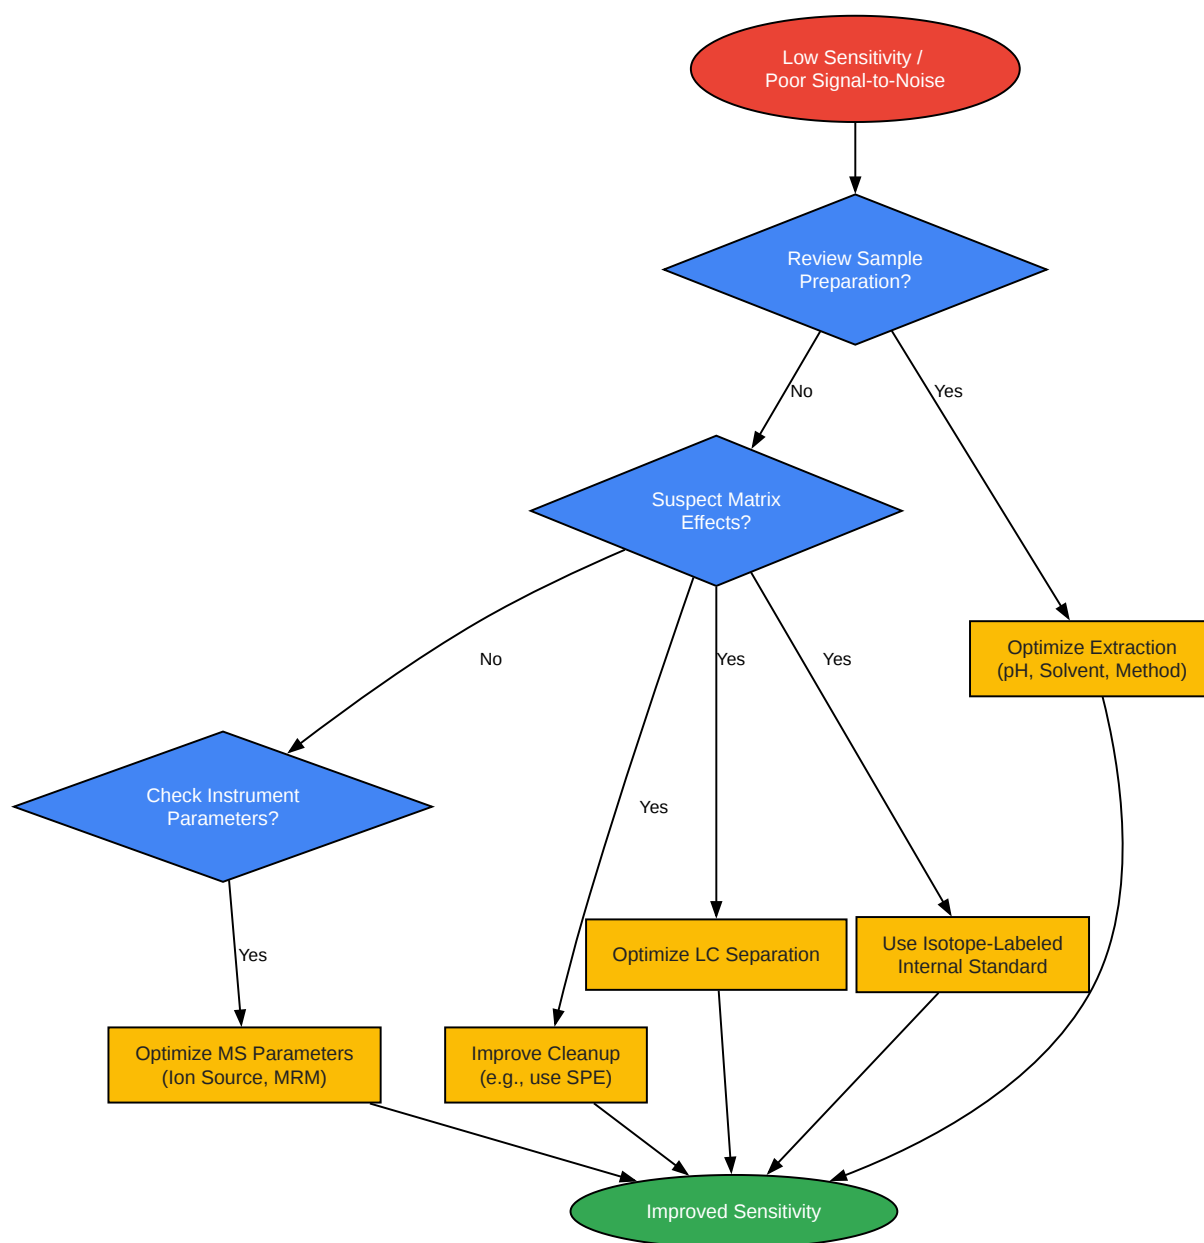 Low Sensitivity /
Poor Signal-to-Noise
Review Sample
Preparation?
No
Yes
Suspect Matrix
Effects?
No
Yes
Yes
Yes
Optimize Extraction
(pH, Solvent, Method)
Check Instrument
Parameters?
Yes
Optimize LC Separation
Use Isotope-Labeled
Internal Standard
Optimize MS Parameters
(Ion Source, MRM)
Improve Cleanup
(e.g., use SPE)
Improved Sensitivity